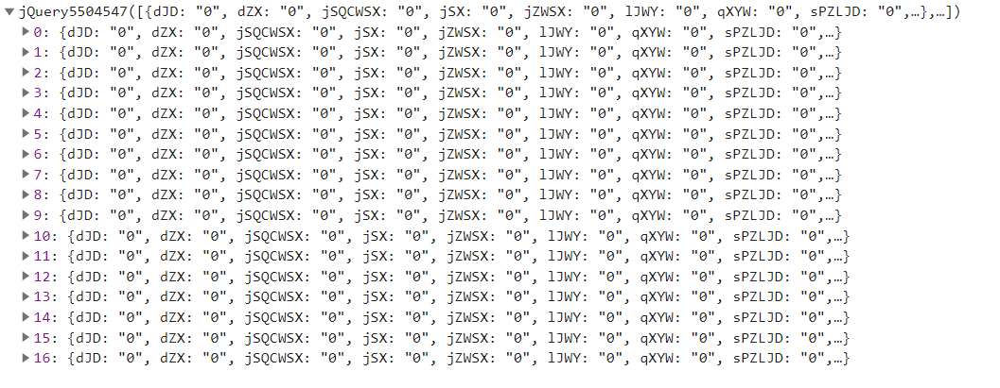 jQuery5504547([{dJD: "0", dZX: "0", jSQCWSX: "0", jSX: "0", jZWSX: "0", lJWY: "0", qXYW: "0", sPZLJD: "0",…},…])
0: {dJD: "0", dZX: "0", jSQCWSX: "0", jSX: "0", jZWSX: "0", lJWY: "0", qXYW: "0", sPZLJD: "0",…}
1: {dJD: "0", dZX: "0", jSQCWSX: "0", jSX: "0", jZWSX: "0", lJWY: "0", qXYW: "0", sPZLJD: "0",…}
2: {dJD: "0", dZX: "0", jSQCWSX: "0", jSX: "0", jZWSX: "0", lJWY: "0", qXYW: "0", sPZLJD: "0",…}
3: {dJD: "0", dZX: "0", jSQCWSX: "0", jSX: "0", jZWSX: "0", lJWY: "0", qXYW: "0", sPZLJD: "0",…}
4: {dJD: "0", dZX: "0", jSQCWSX: "0", jSX: "0", jZWSX: "0", lJWY: "0", qXYW: "0", sPZLJD: "0",…}
5: {dJD: "0", dZX: "0", jSQCWSX: "0", jSX: "0", jZWSX: "0", lJWY: "0", qXYW: "0", sPZLJD: "0",…}
6: {dJD: "0", dZX: "0", jSQCWSX: "0", jSX: "0", jZWSX: "0", lJWY: "0", qXYW: "0", sPZLJD: "0",…}
7: {dJD: "0", dZX: "0", jSQCWSX: "0", jSX: "0", jZWSX: "0", lJWY: "0", qXYW: "0", sPZLJD: "0",…}
8: {dJD: "0", dZX: "0", jSQCWSX: "0", jSX: "0", jZWSX: "0", lJWY: "0", qXYW: "0", sPZLJD: "0",…}
9: {dJD: "0", dZX: "0", jSQCWSX: "0", jSX: "0", jZWSX: "0", lJWY: "0", qXYW: "0", sPZLJD: "0",…}
10: {dJD: "0", dZX: "0", jSQCWSX: "0", jSX: "0", jZWSX: "0", lJWY: "0", qXYW: "0", sPZLJD: "0",…}
11: {dJD: "0", dZX: "0", jSQCWSX: "0", jSX: "0", jZWSX: "0", lJWY: "0", qXYW: "0", sPZLJD: "0",…}
12: {dJD: "0", dZX: "0", jSQCWSX: "0", jSX: "0", jZWSX: "0", lJWY: "0", qXYW: "0", sPZLJD: "0",…}
13: {dJD: "0", dZX: "0", jSQCWSX: "0", jSX: "0", jZWSX: "0", lJWY: "0", qXYW: "0", sPZLJD: "0",…}
14: {dJD: "0", dZX: "0", jSQCWSX: "0", jSX: "0", jZWSX: "0", lJWY: "0", qXYW: "0", sPZLJD: "0",…}
15: {dJD: "0", dZX: "0", jSQCWSX: "0", jSX: "0", jZWSX: "0", lJWY: "0", qXYW: "0", sPZLJD: "0",…}
16: {dJD: "0", dZX: "0", jSQCWSX: "0", jSX: "0", jZWSX: "0", lJWY: "0", qXYW: "0", sPZLJD: "0",…}